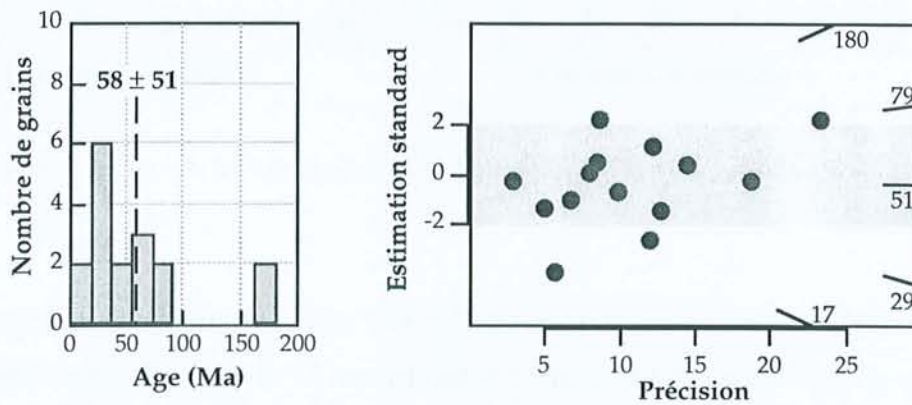 Nombre de grains
10
8
6
4
2
0
58 ± 51
0 50 100 150 200
Age (Ma)
Estimation standard
2
0
-2
180
79
51
29
17
5 10 15 20 25
Précision